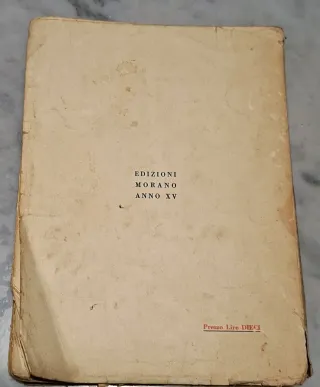 EDIZIONI
MORANO
ANNO XV
Prezzo Lire DIECI